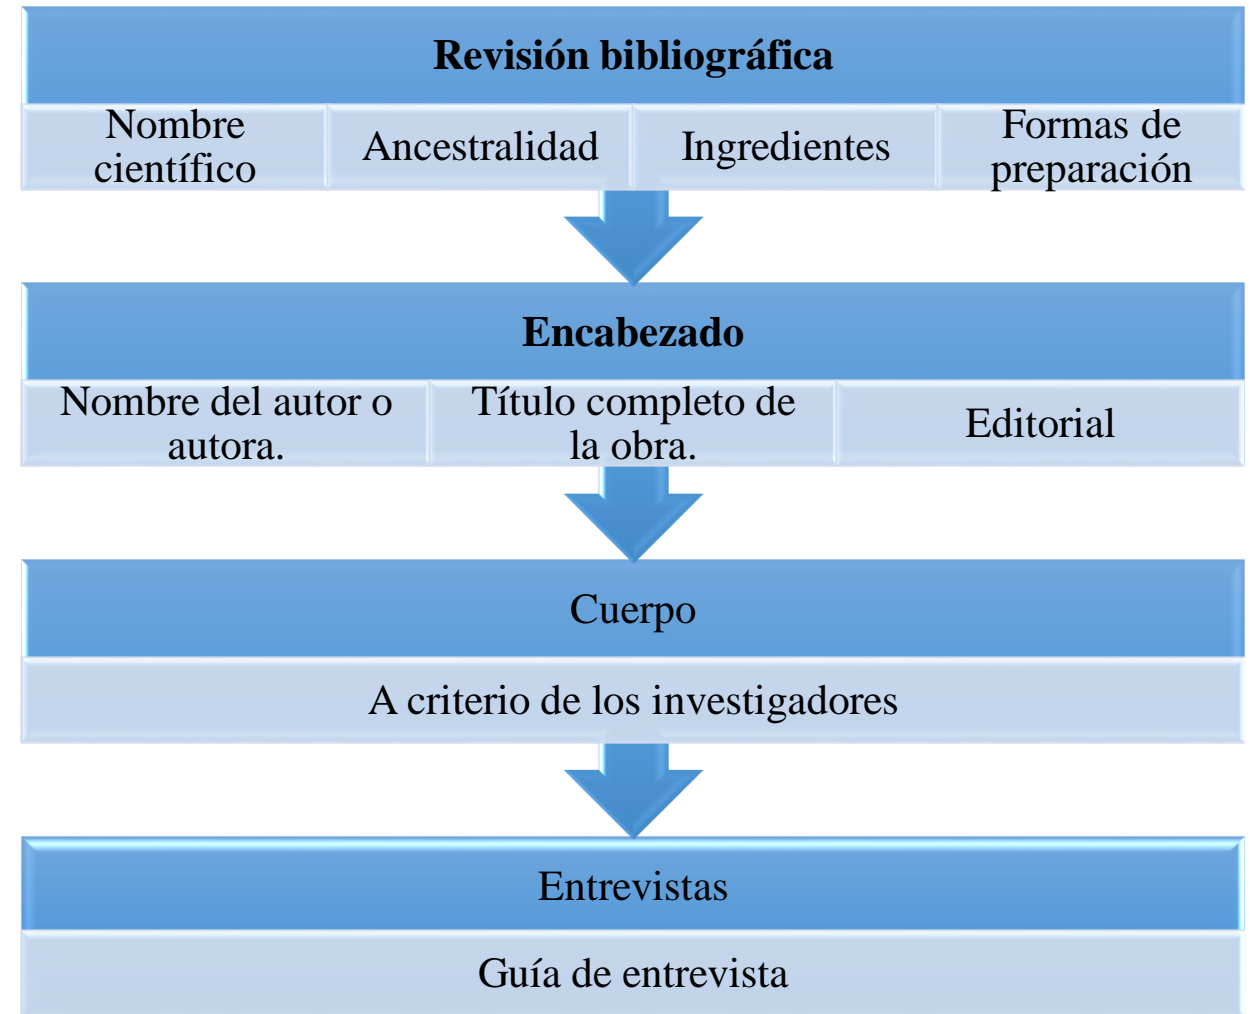 Revisión bibliográfica
Nombre
científico
Ancestralidad
Ingredientes
Formas de
preparación
Encabezado
Nombre del autor o
autora.
Título completo de
la obra.
Editorial
Cuerpo
A criterio de los investigadores
Entrevistas
Guía de entrevista